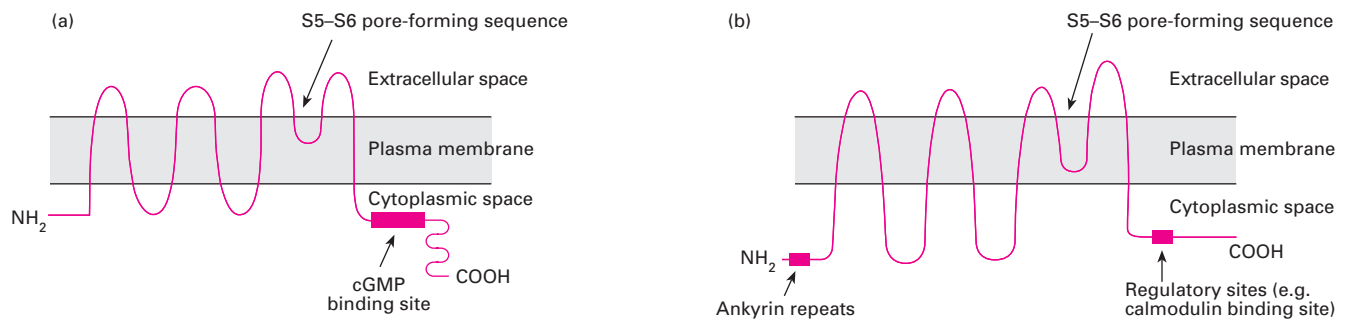 (a)
S5–S6 pore-forming sequence
Extracellular space
Plasma membrane
Cytoplasmic space
NH2
COOH
cGMP
binding site
(b)
S5–S6 pore-forming sequence
Extracellular space
Plasma membrane
Cytoplasmic space
NH2
COOH
Ankyrin repeats
Regulatory sites (e.g.
calmodulin binding site)